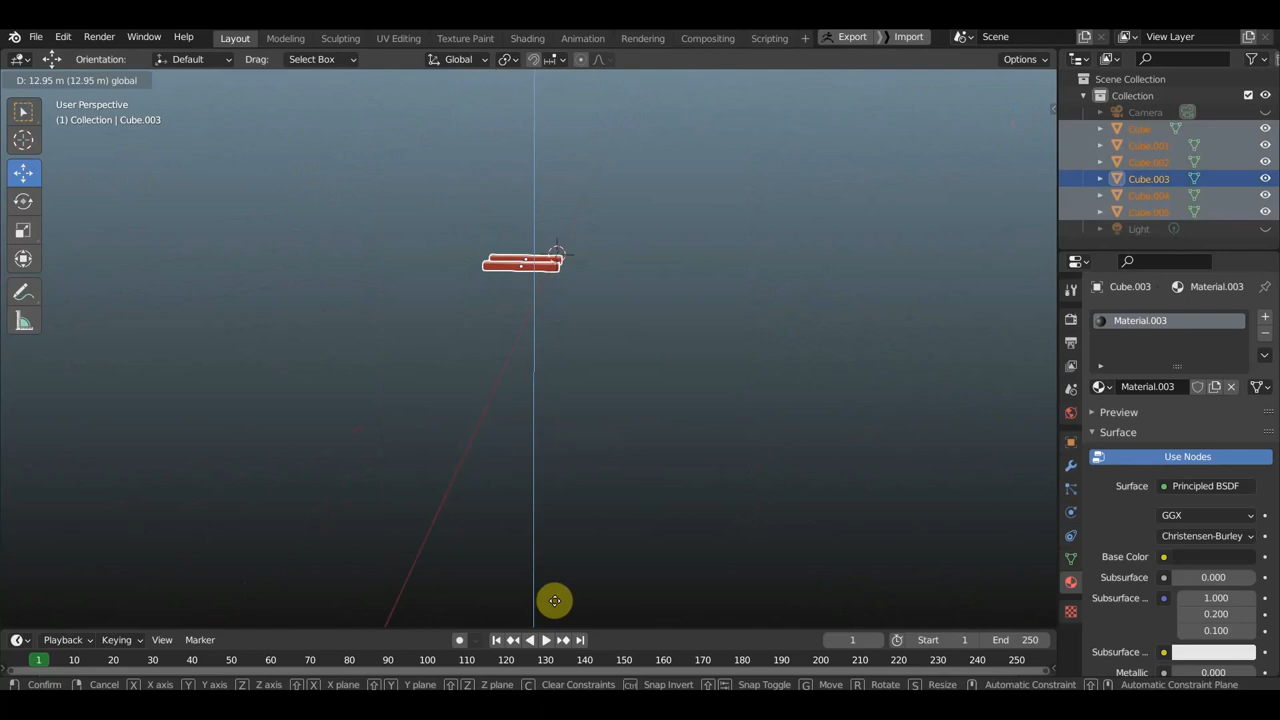 File Edit Render Window Help Layout Modeling Sculpting UV Editing Texture Paint Shading Animation Rendering Compositing Scripting + Export Import Scene View Layer
Orientation: Default Drag: Select Box Global Options
D: 12.95 m (12.95 m) global
Scene Collection
User Perspective
(1) Collection | Cube.003
Collection
Camera
Cube
Cube.001
Cube.002
Cube.003
Cube.004
Cube.005
Light
Cube.003 Material.003
Material.003
Material.003
Preview
Surface
Use Nodes
Surface Principled BSDF
GGX
Christensen-Burley
Base Color
Subsurface 0.000
Subsurface .. 1.000
0.200
0.100
Subsurface ..
Metallic 0.000
Playback Keying View Marker 1 Start 1 End 250
1 10 20 30 40 50 60 70 80 90 100 110 120 130 140 150 160 170 180 190 200 210 220 230 240 250
Confirm Cancel X X axis Y Y axis Z Z axis X X plane Y Y plane Z Z plane C Clear Constraints Ctrl Snap Invert Snap Toggle G Move R Rotate S Resize Automatic Constraint Automatic Constraint Plane